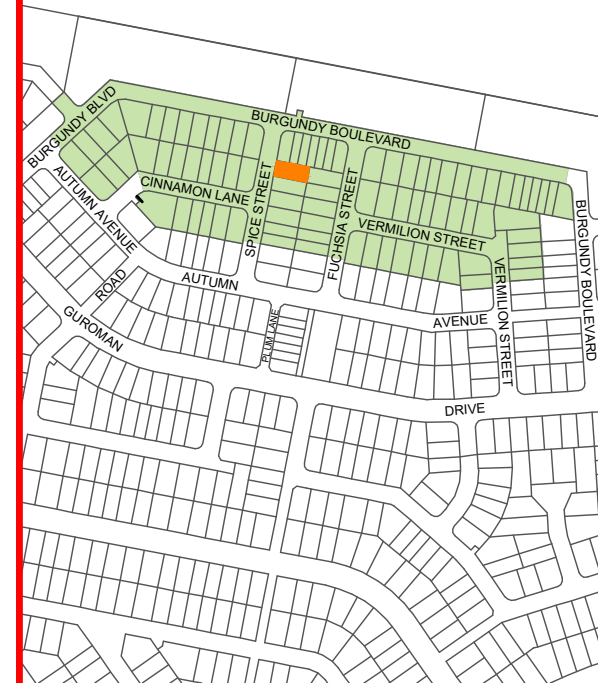 BURGUNDY BLVD
BURGUNDY BOULEVARD
CINNAMON LANE
SPICE STREET
FUCHSIA STREET
VERMILION STREET
BURGUNDY BOULEVARD
AUTUMN AVENUE
VERMILION STREET
ROAD
AUTUMN
AVENUE
PLUM LANE
GUROMAN
DRIVE